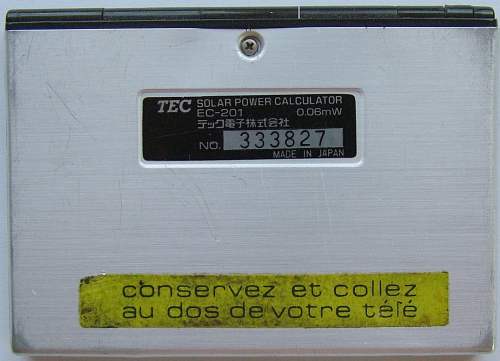 TEC SOLAR POWER CALCULATOR
EC-201 0.06mW
テック電子株式会社
NO. 333827
MADE IN JAPAN
conservez et collez
au dos de votre télé